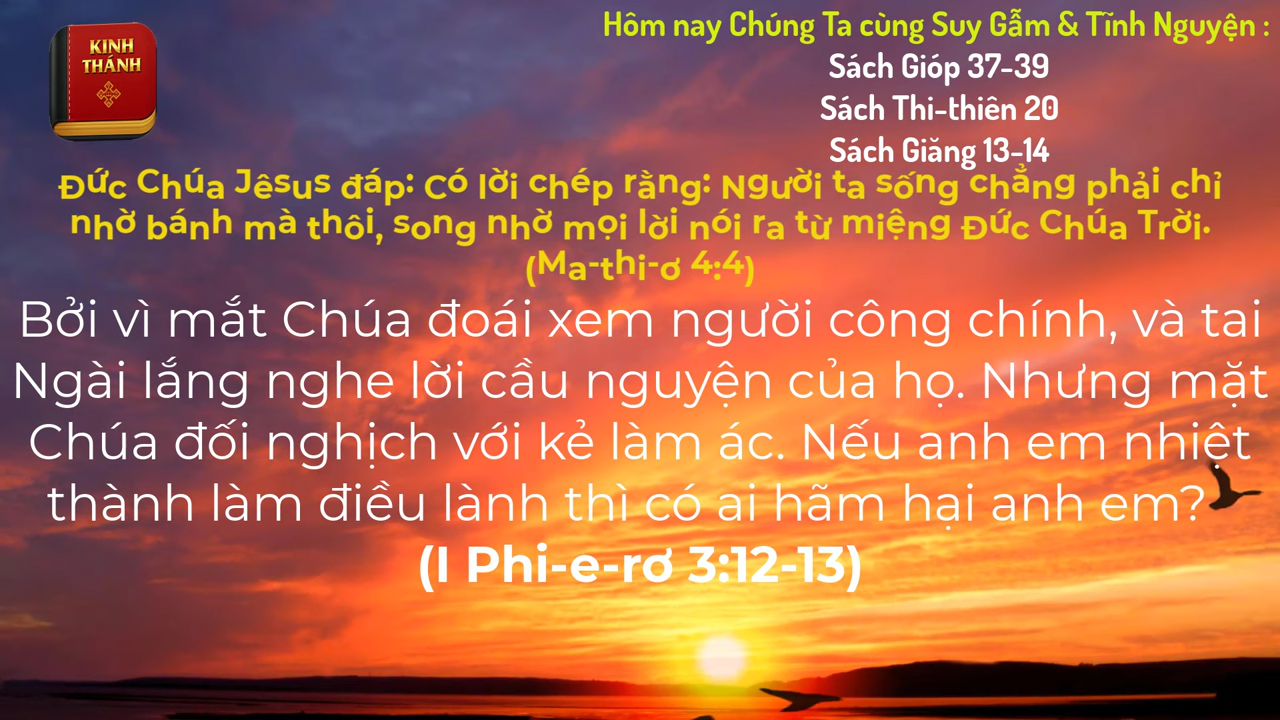 KINH
THÁNH
Hôm nay Chúng Ta cùng Suy Gẫm & Tĩnh Nguyện :
Sách Gióp 37-39
Sách Thi-thiên 20
Sách Giăng 13-14
Đức Chúa Jêsus đáp: Có lời chép rằng: Người ta sống chẳng phải chỉ
nhờ bánh mà thôi, song nhờ mọi lời nói ra từ miệng Đức Chúa Trời.
(Ma-thi-ơ 4:4)
Bởi vì mắt Chúa đoái xem người công chính, và tai
Ngài lắng nghe lời cầu nguyện của họ. Nhưng mặt
Chúa đối nghịch với kẻ làm ác. Nếu anh em nhiệt
thành làm điều lành thì có ai hãm hại anh em?
(I Phi-e-rơ 3:12-13)